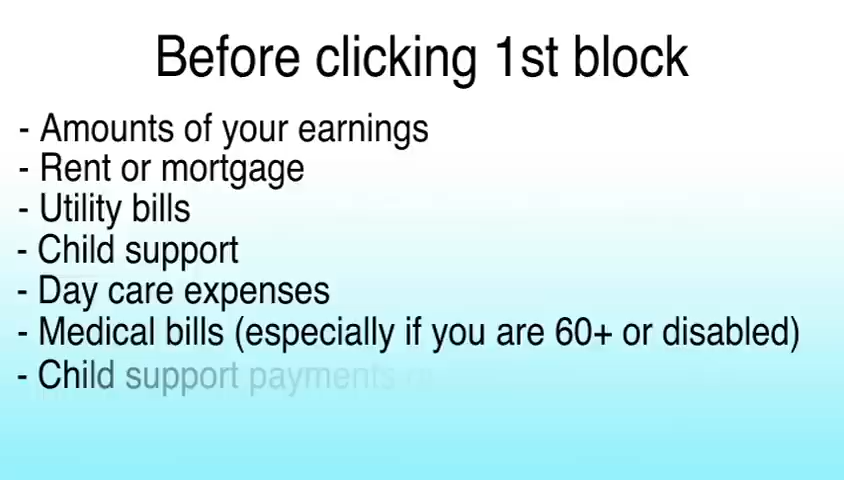 Before clicking 1st block
- Amounts of your earnings
- Rent or mortgage
- Utility bills
- Child support
- Day care expenses
- Medical bills (especially if you are 60+ or disabled)
- Child support payments